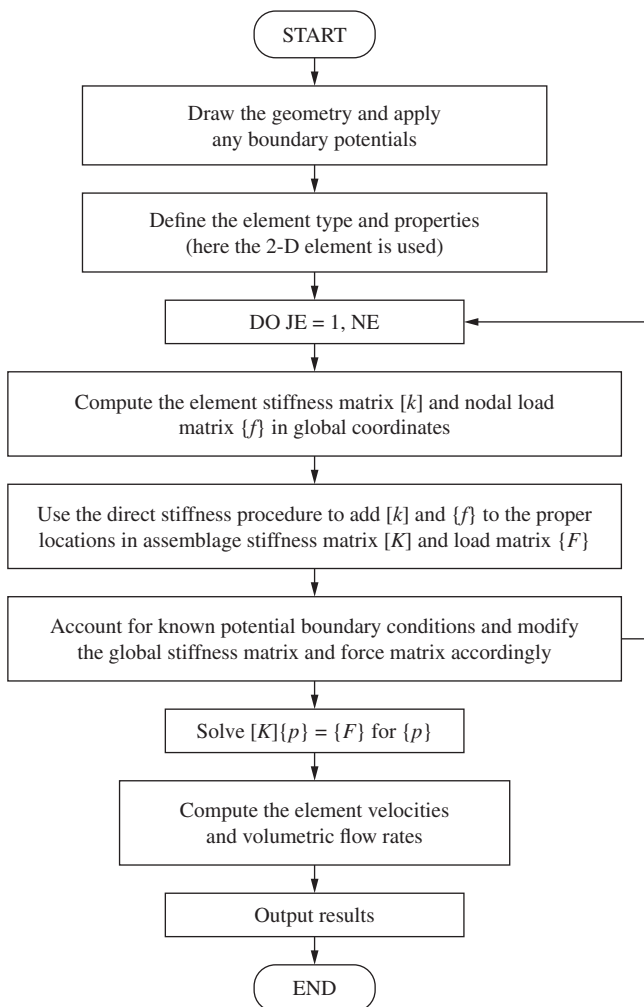 START
Draw the geometry and apply
any boundary potentials
Define the element type and properties
(here the 2-D element is used)
DO JE = 1, NE
Compute the element stiffness matrix [k] and nodal load
matrix {f} in global coordinates
Use the direct stiffness procedure to add [k] and {f} to the proper
locations in assemblage stiffness matrix [K] and load matrix {F}
Account for known potential boundary conditions and modify
the global stiffness matrix and force matrix accordingly
Solve [K]{p} = {F} for {p}
Compute the element velocities
and volumetric flow rates
Output results
END